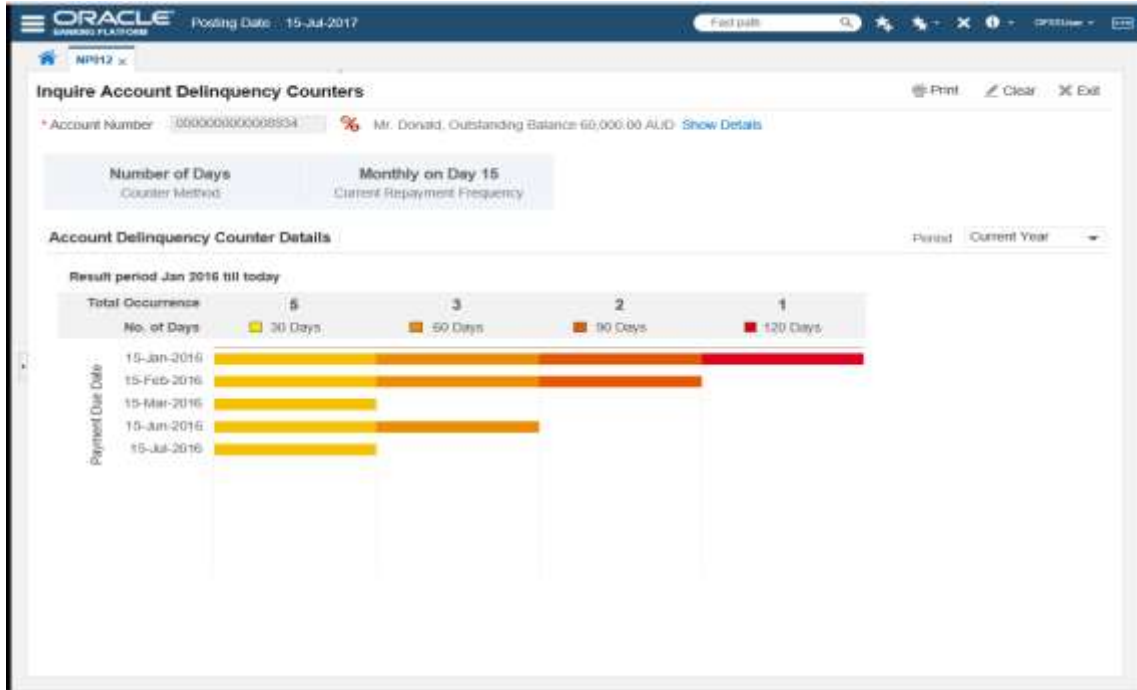 ORACLE Posting Date 15-Jul-2017 Fast path
BANKING PLATFORM
NP012
Inquire Account Delinquency Counters Print Clear Exit
* Account Number Mr. Donald, Outstanding Balance 60,000.00 AUD Show Details
Number of Days Monthly on Day 15
Counter Method Current Repayment Frequency
Account Delinquency Counter Details Period Current Year
Result period Jan 2016 till today
Total Occurrence 5 3 2 1
No. of Days 30 Days 60 Days 90 Days 120 Days
Payment Due Date
15-Jan-2016
15-Feb-2016
15-Mar-2016
15-Jun-2016
15-Jul-2016